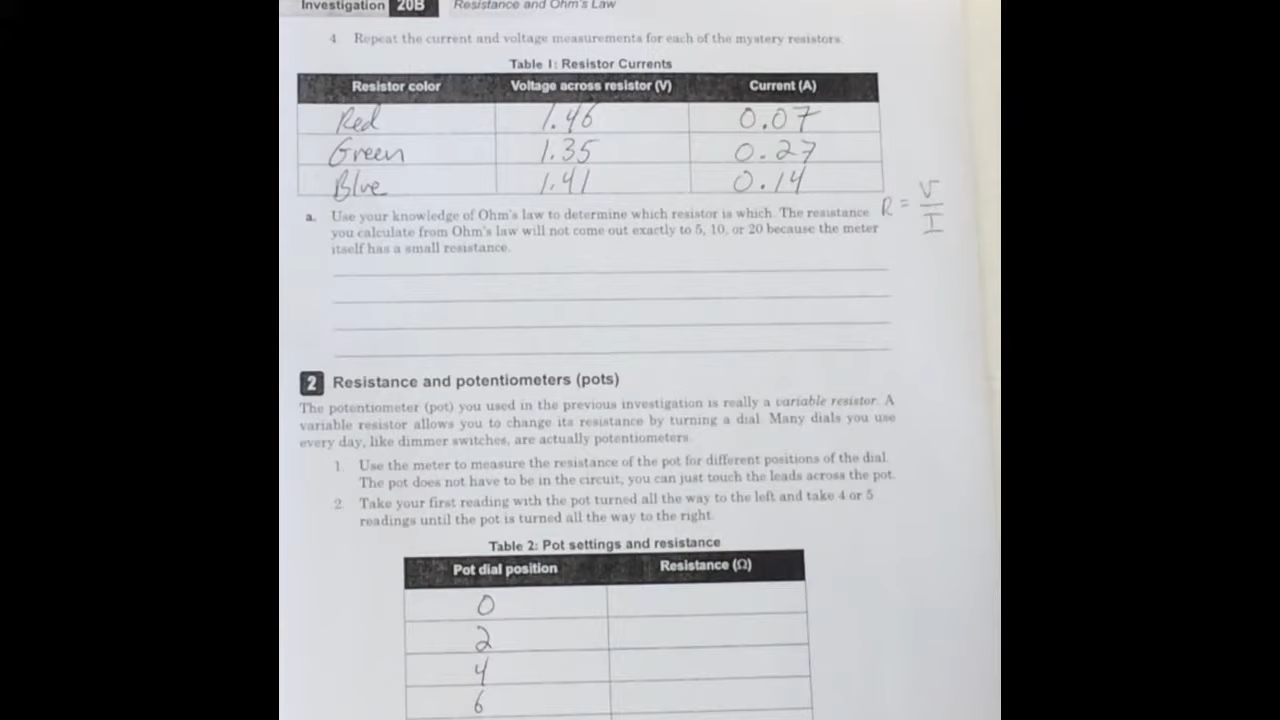 Investigation 20B Resistance and Ohm's Law
4. Repeat the current and voltage measurements for each of the mystery resistors.
Table 1: Resistor Currents
Resistor color Voltage across resistor (V) Current (A)
Red 1.46 0.07
Green 1.35 0.27
Blue 1.41 0.14
a. Use your knowledge of Ohm's law to determine which resistor is which. The resistance
you calculate from Ohm's law will not come out exactly to 5, 10, or 20 because the meter
itself has a small resistance.
R = V/I
2 Resistance and potentiometers (pots)
The potentiometer (pot) you used in the previous investigation is really a variable resistor. A
variable resistor allows you to change its resistance by turning a dial. Many dials you use
every day, like dimmer switches, are actually potentiometers.
1. Use the meter to measure the resistance of the pot for different positions of the dial.
The pot does not have to be in the circuit, you can just touch the leads across the pot.
2. Take your first reading with the pot turned all the way to the left and take 4 or 5
readings until the pot is turned all the way to the right.
Table 2: Pot settings and resistance
Pot dial position Resistance (Ω)
0
2
4
6